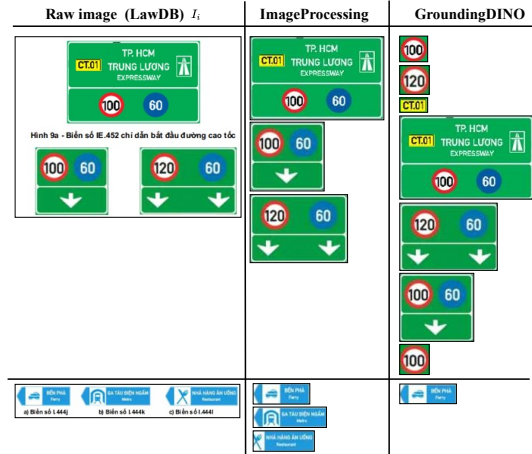 Raw image (LawDB) I_i
ImageProcessing
GroundingDINO
TP. HCM
CT.01 TRUNG LƯƠNG
EXPRESSWAY
100 60
Hình 9a - Biển số IE.452 chỉ dẫn bắt đầu đường cao tốc
100 60
120 60
TP. HCM
CT.01 TRUNG LƯƠNG
EXPRESSWAY
100 60
100 60
120 60
100
120
CT.01
TP. HCM
CT.01 TRUNG LƯƠNG
EXPRESSWAY
100 60
120 60
100 60
100
BẾN PHÀ
Ferry
GA TÀU ĐIỆN NGẦM
Metro
NHÀ HÀNG ĂN UỐNG
Restaurant
a) Biển số I.444j
b) Biển số I.444k
c) Biển số I.444l
BẾN PHÀ
Ferry
GA TÀU ĐIỆN NGẦM
Metro
NHÀ HÀNG ĂN UỐNG
Restaurant
BẾN PHÀ
Ferry